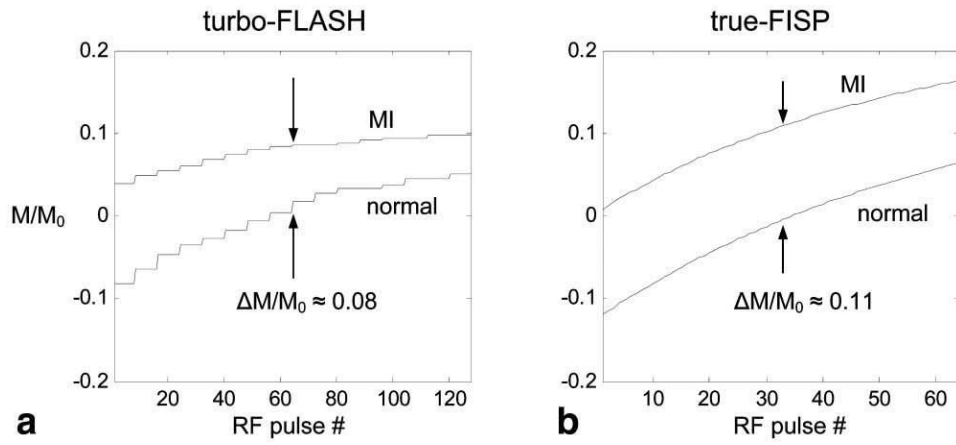 turbo-FLASH
0.2
0.1
M/M₀ 0
-0.1
-0.2
MI
normal
ΔM/M₀ ≈ 0.08
20 40 60 80 100 120
a RF pulse #
true-FISP
0.2
0.1
0
-0.1
-0.2
MI
normal
ΔM/M₀ ≈ 0.11
10 20 30 40 50 60
b RF pulse #